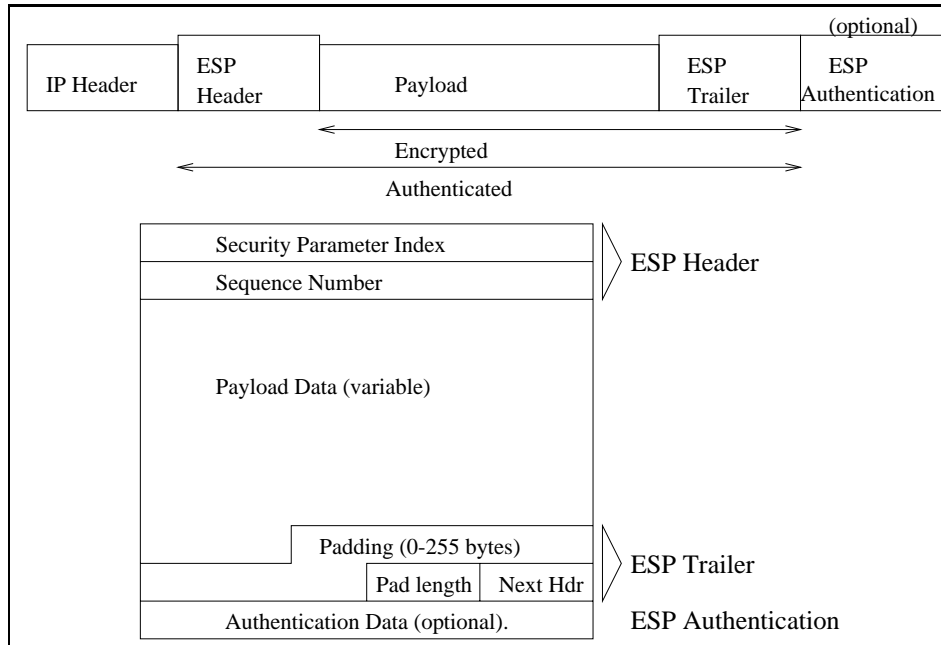 (optional)
IP Header
ESP
Header
Payload
ESP
Trailer
ESP
Authentication
Encrypted
Authenticated
Security Parameter Index
Sequence Number
ESP Header
Payload Data (variable)
Padding (0-255 bytes)
Pad length
Next Hdr
ESP Trailer
Authentication Data (optional).
ESP Authentication